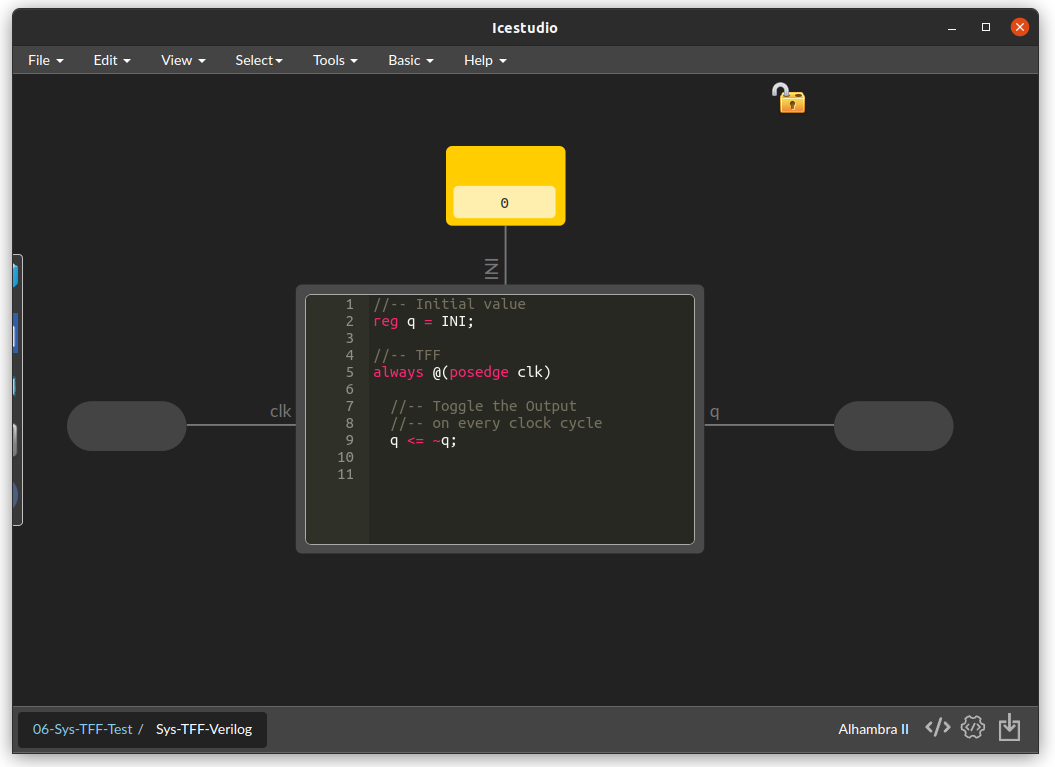 Icestudio
File Edit View Select Tools Basic Help
0
INI
1 //-- Initial value
2 reg q = INI;
3
4 //-- TFF
5 always @(posedge clk)
6
7 //-- Toggle the Output
8 //-- on every clock cycle
9 q <= ~q;
10
11
clk
q
06-Sys-TFF-Test / Sys-TFF-Verilog
Alhambra II </>